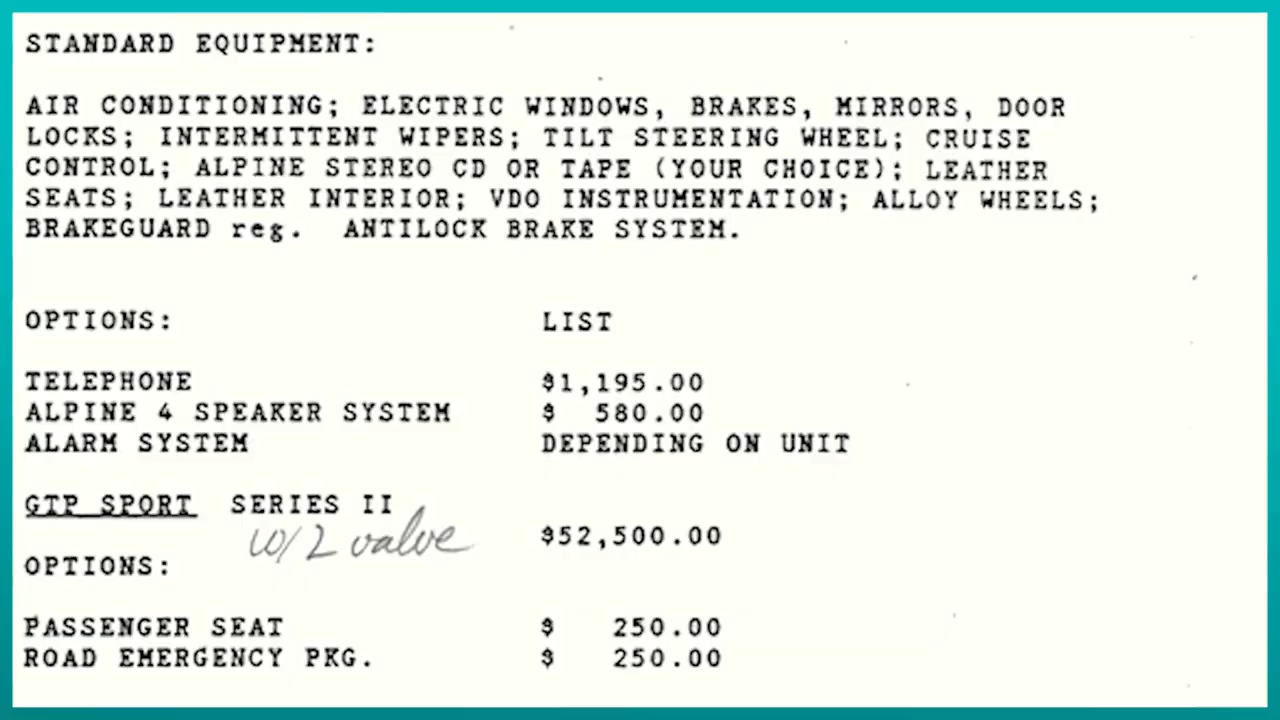 STANDARD EQUIPMENT:
AIR CONDITIONING; ELECTRIC WINDOWS, BRAKES, MIRRORS, DOOR
LOCKS; INTERMITTENT WIPERS; TILT STEERING WHEEL; CRUISE
CONTROL; ALPINE STEREO CD OR TAPE (YOUR CHOICE); LEATHER
SEATS; LEATHER INTERIOR; VDO INSTRUMENTATION; ALLOY WHEELS;
BRAKEGUARD reg. ANTILOCK BRAKE SYSTEM.
OPTIONS: LIST
TELEPHONE $1,195.00
ALPINE 4 SPEAKER SYSTEM $ 580.00
ALARM SYSTEM DEPENDING ON UNIT
GTP SPORT SERIES II
w/2 valve $52,500.00
OPTIONS:
PASSENGER SEAT $ 250.00
ROAD EMERGENCY PKG. $ 250.00